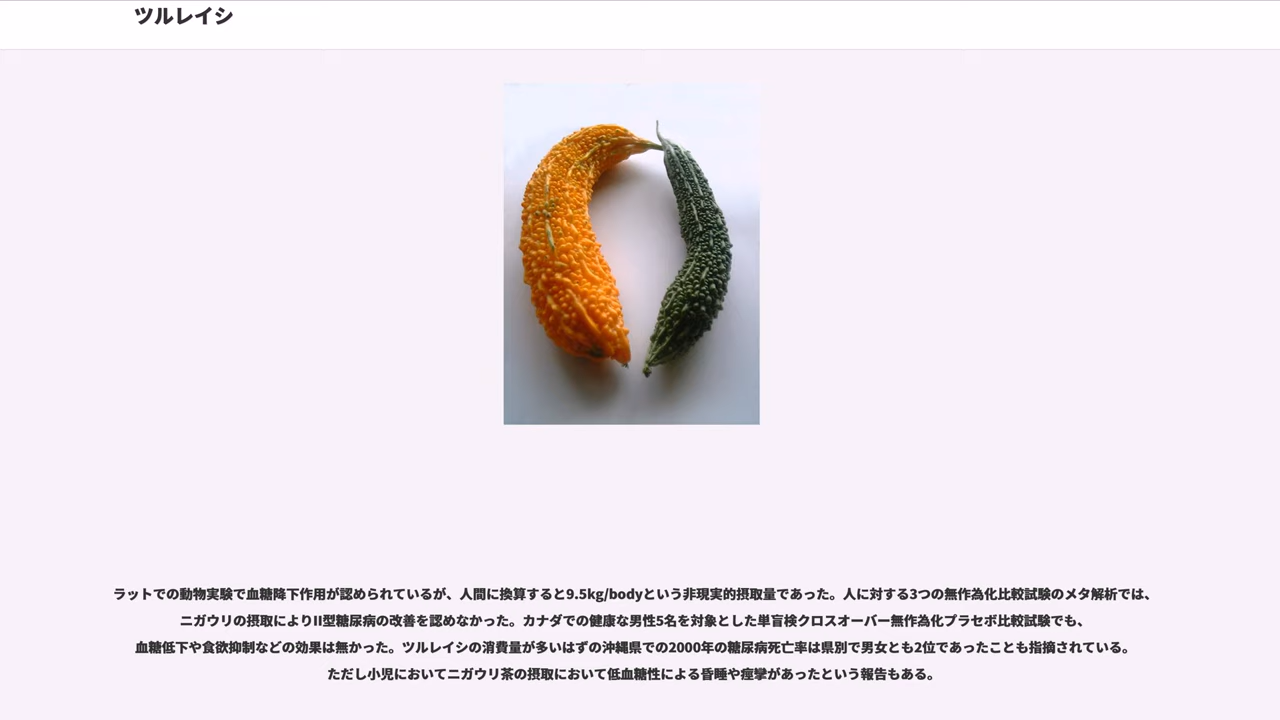 ツルレイシ
ラットでの動物実験で血糖降下作用が認められているが、人間に換算すると9.5kg/bodyという非現実的摂取量であった。人に対する3つの無作為化比較試験のメタ解析では、
ニガウリの摂取によりII型糖尿病の改善を認めなかった。カナダでの健康な男性5名を対象とした単盲検クロスオーバー無作為化プラセボ比較試験でも、
血糖低下や食欲抑制などの効果は無かった。ツルレイシの消費量が多いはずの沖縄県での2000年の糖尿病死亡率は県別で男女とも2位であったことも指摘されている。
ただし小児においてニガウリ茶の摂取において低血糖性による昏睡や痙攣があったという報告もある。